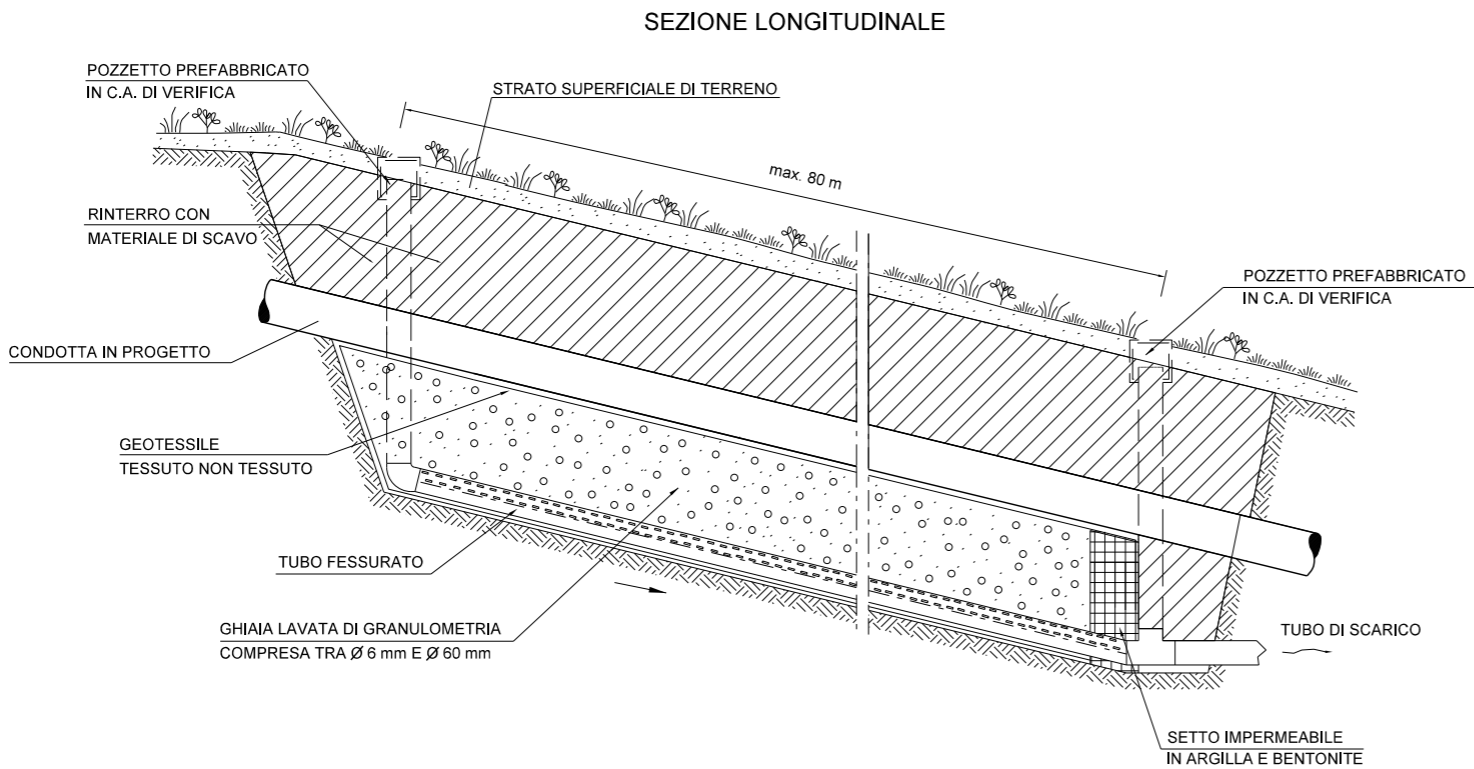 SEZIONE LONGITUDINALE
POZZETTO PREFABBRICATO
IN C.A. DI VERIFICA
STRATO SUPERFICIALE DI TERRENO
max. 80 m
RINTERRO CON
MATERIALE DI SCAVO
POZZETTO PREFABBRICATO
IN C.A. DI VERIFICA
CONDOTTA IN PROGETTO
GEOTESSILE
TESSUTO NON TESSUTO
TUBO FESSURATO
GHIAIA LAVATA DI GRANULOMETRIA
COMPRESA TRA Ø 6 mm E Ø 60 mm
TUBO DI SCARICO
SETTO IMPERMEABILE
IN ARGILLA E BENTONITE